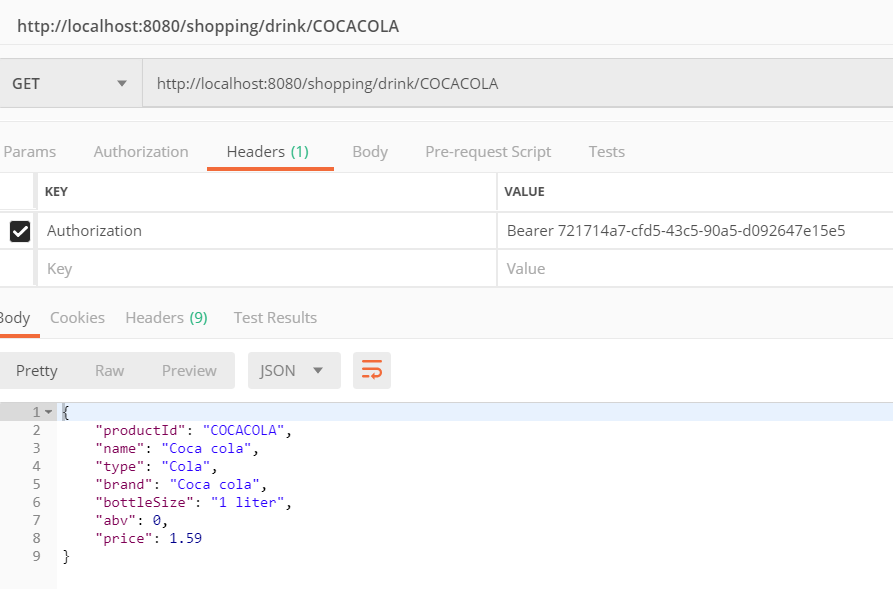 http://localhost:8080/shopping/drink/COCACOLA
GET http://localhost:8080/shopping/drink/COCACOLA
Params Authorization Headers (1) Body Pre-request Script Tests
KEY VALUE
Authorization Bearer 721714a7-cfd5-43c5-90a5-d092647e15e5
Key Value
Body Cookies Headers (9) Test Results
Pretty Raw Preview JSON
1 {
2 "productId": "COCACOLA",
3 "name": "Coca cola",
4 "type": "Cola",
5 "brand": "Coca cola",
6 "bottleSize": "1 liter",
7 "abv": 0,
8 "price": 1.59
9 }